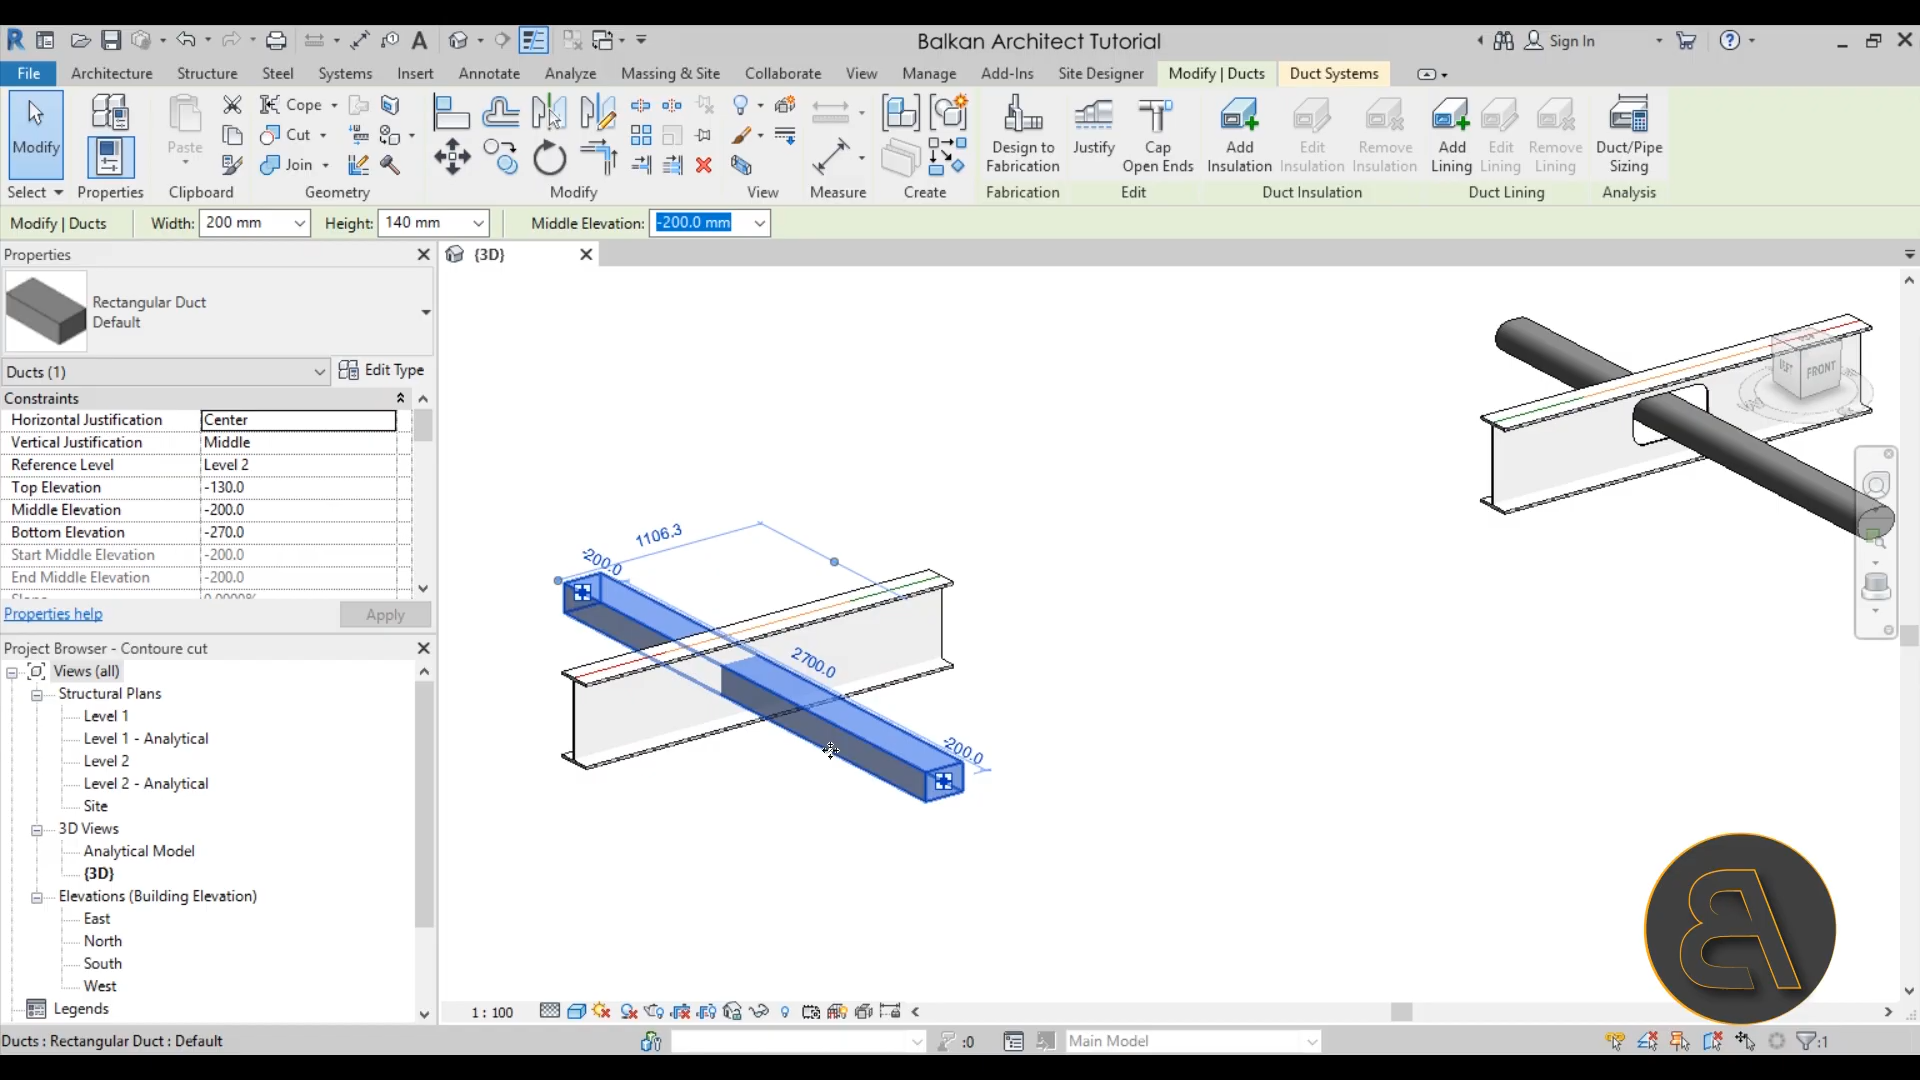 Balkan Architect Tutorial
Sign In
File Architecture Structure Steel Systems Insert Annotate Analyze Massing & Site Collaborate View Manage Add-Ins Site Designer Modify | Ducts Duct Systems
Modify
Paste
Cope
Cut
Join
Design to Fabrication
Justify
Cap Open Ends
Add Insulation
Edit Insulation
Remove Insulation
Add Lining
Edit Lining
Remove Lining
Duct/Pipe Sizing
Select Properties Clipboard Geometry Modify View Measure Create Fabrication Edit Duct Insulation Duct Lining Analysis
Modify | Ducts Width: 200 mm Height: 140 mm Middle Elevation: -200.0 mm
Properties
{3D}
Rectangular Duct
Default
Ducts (1) Edit Type
Constraints
Horizontal Justification Center
Vertical Justification Middle
Reference Level Level 2
Top Elevation -130.0
Middle Elevation -200.0
Bottom Elevation -270.0
Start Middle Elevation -200.0
End Middle Elevation -200.0
Properties help Apply
Project Browser - Contoure cut
Views (all)
Structural Plans
Level 1
Level 1 - Analytical
Level 2
Level 2 - Analytical
Site
3D Views
Analytical Model
{3D}
Elevations (Building Elevation)
East
North
South
West
Legends
1106.3
-200.0
2700.0
-200.0
FRONT
1 : 100
Ducts : Rectangular Duct : Default
:0
Main Model
:1